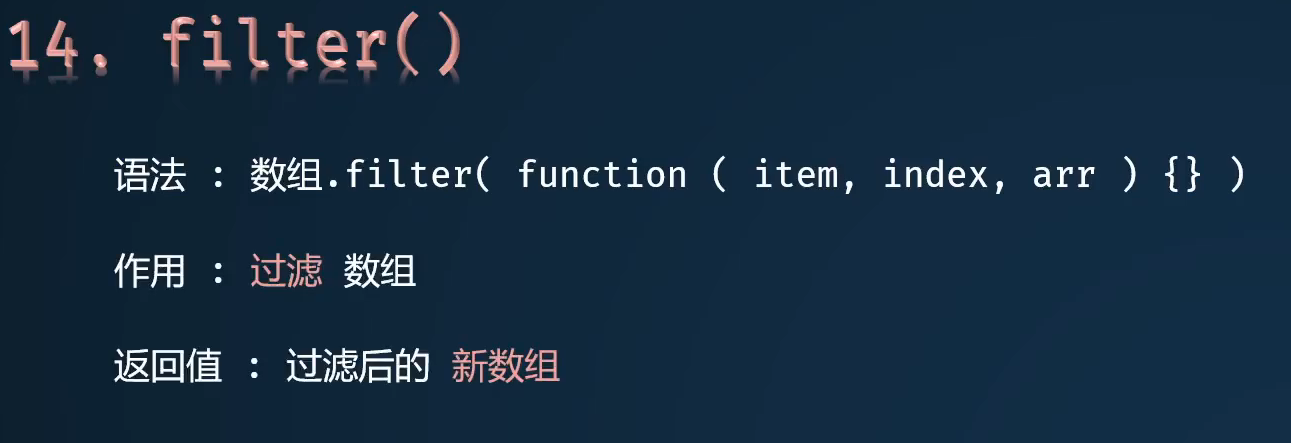 14. filter()
语法 : 数组.filter( function ( item, index, arr ) {} )
作用 : 过滤 数组
返回值 : 过滤后的 新数组